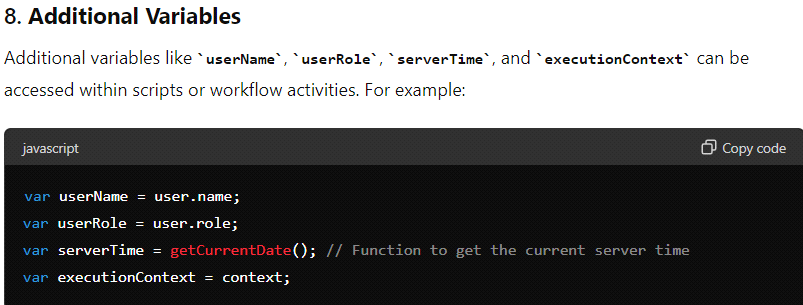 8. Additional Variables
Additional variables like `userName`, `userRole`, `serverTime`, and `executionContext` can be
accessed within scripts or workflow activities. For example:
javascript
Copy code
var userName = user.name;
var userRole = user.role;
var serverTime = getCurrentDate(); // Function to get the current server time
var executionContext = context;